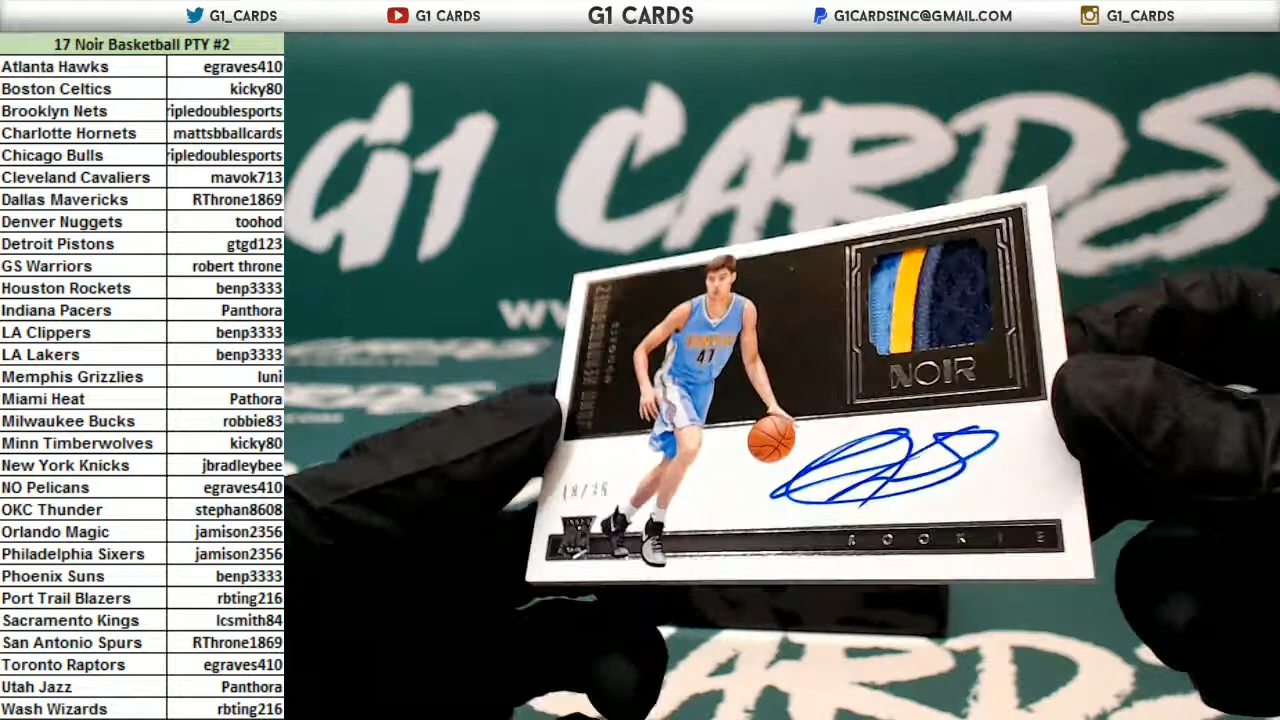 G1_CARDS G1 CARDS G1 CARDS G1CARDSINC@GMAIL.COM G1_CARDS
17 Noir Basketball PTY #2
Atlanta Hawks egraves410
Boston Celtics kicky80
Brooklyn Nets ripledoublesports
Charlotte Hornets mattsbballcards
Chicago Bulls ripledoublesports
Cleveland Cavaliers mavok713
Dallas Mavericks RThrone1869
Denver Nuggets toohod
Detroit Pistons gtgd123
GS Warriors robert throne
Houston Rockets benp3333
Indiana Pacers Panthora
LA Clippers benp3333
LA Lakers benp3333
Memphis Grizzlies luni
Miami Heat Pathora
Milwaukee Bucks robbie83
Minn Timberwolves kicky80
New York Knicks jbradleybee
NO Pelicans egraves410
OKC Thunder stephan8608
Orlando Magic jamison2356
Philadelphia Sixers jamison2356
Phoenix Suns benp3333
Port Trail Blazers rbting216
Sacramento Kings lcsmith84
San Antonio Spurs RThrone1869
Toronto Raptors egraves410
Utah Jazz Panthora
Wash Wizards rbting216
G1 CARDS
NOIR
41
ROOKIE
CARDS